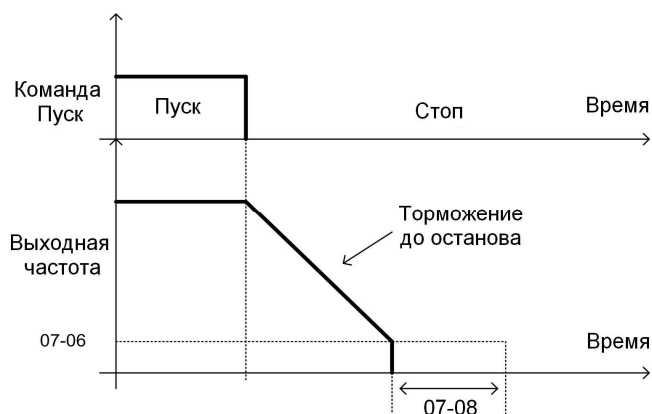 Команда
Пуск
Пуск
Стоп
Время
Выходная
частота
Торможение
до останова
07-06
Время
07-08